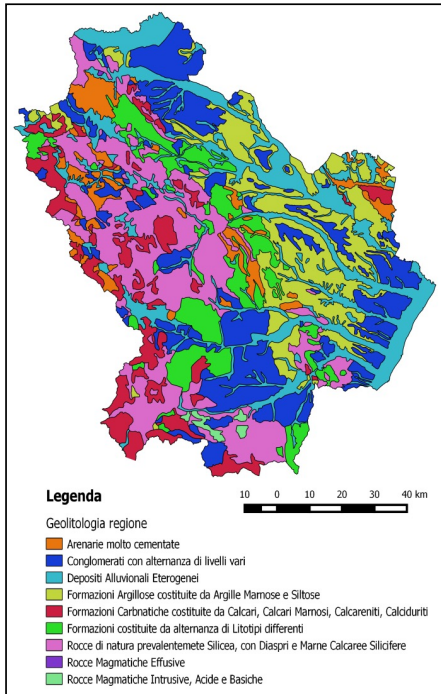 Legenda
10 0 10 20 30 40 km
Geolitologia regione
Arenarie molto cementate
Conglomerati con alternanza di livelli vari
Depositi Alluvionali Eterogenei
Formazioni Argillose costituite da Argille Marnose e Siltose
Formazioni Carbnatiche costituite da Calcari, Calcari Marnosi, Calcareniti, Calciduriti
Formazioni costituite da alternanza di Litotipi differenti
Rocce di natura prevalentemete Silicea, con Diaspri e Marne Calcaree Silicifere
Rocce Magmatiche Effusive
Rocce Magmatiche Intrusive, Acide e Basiche